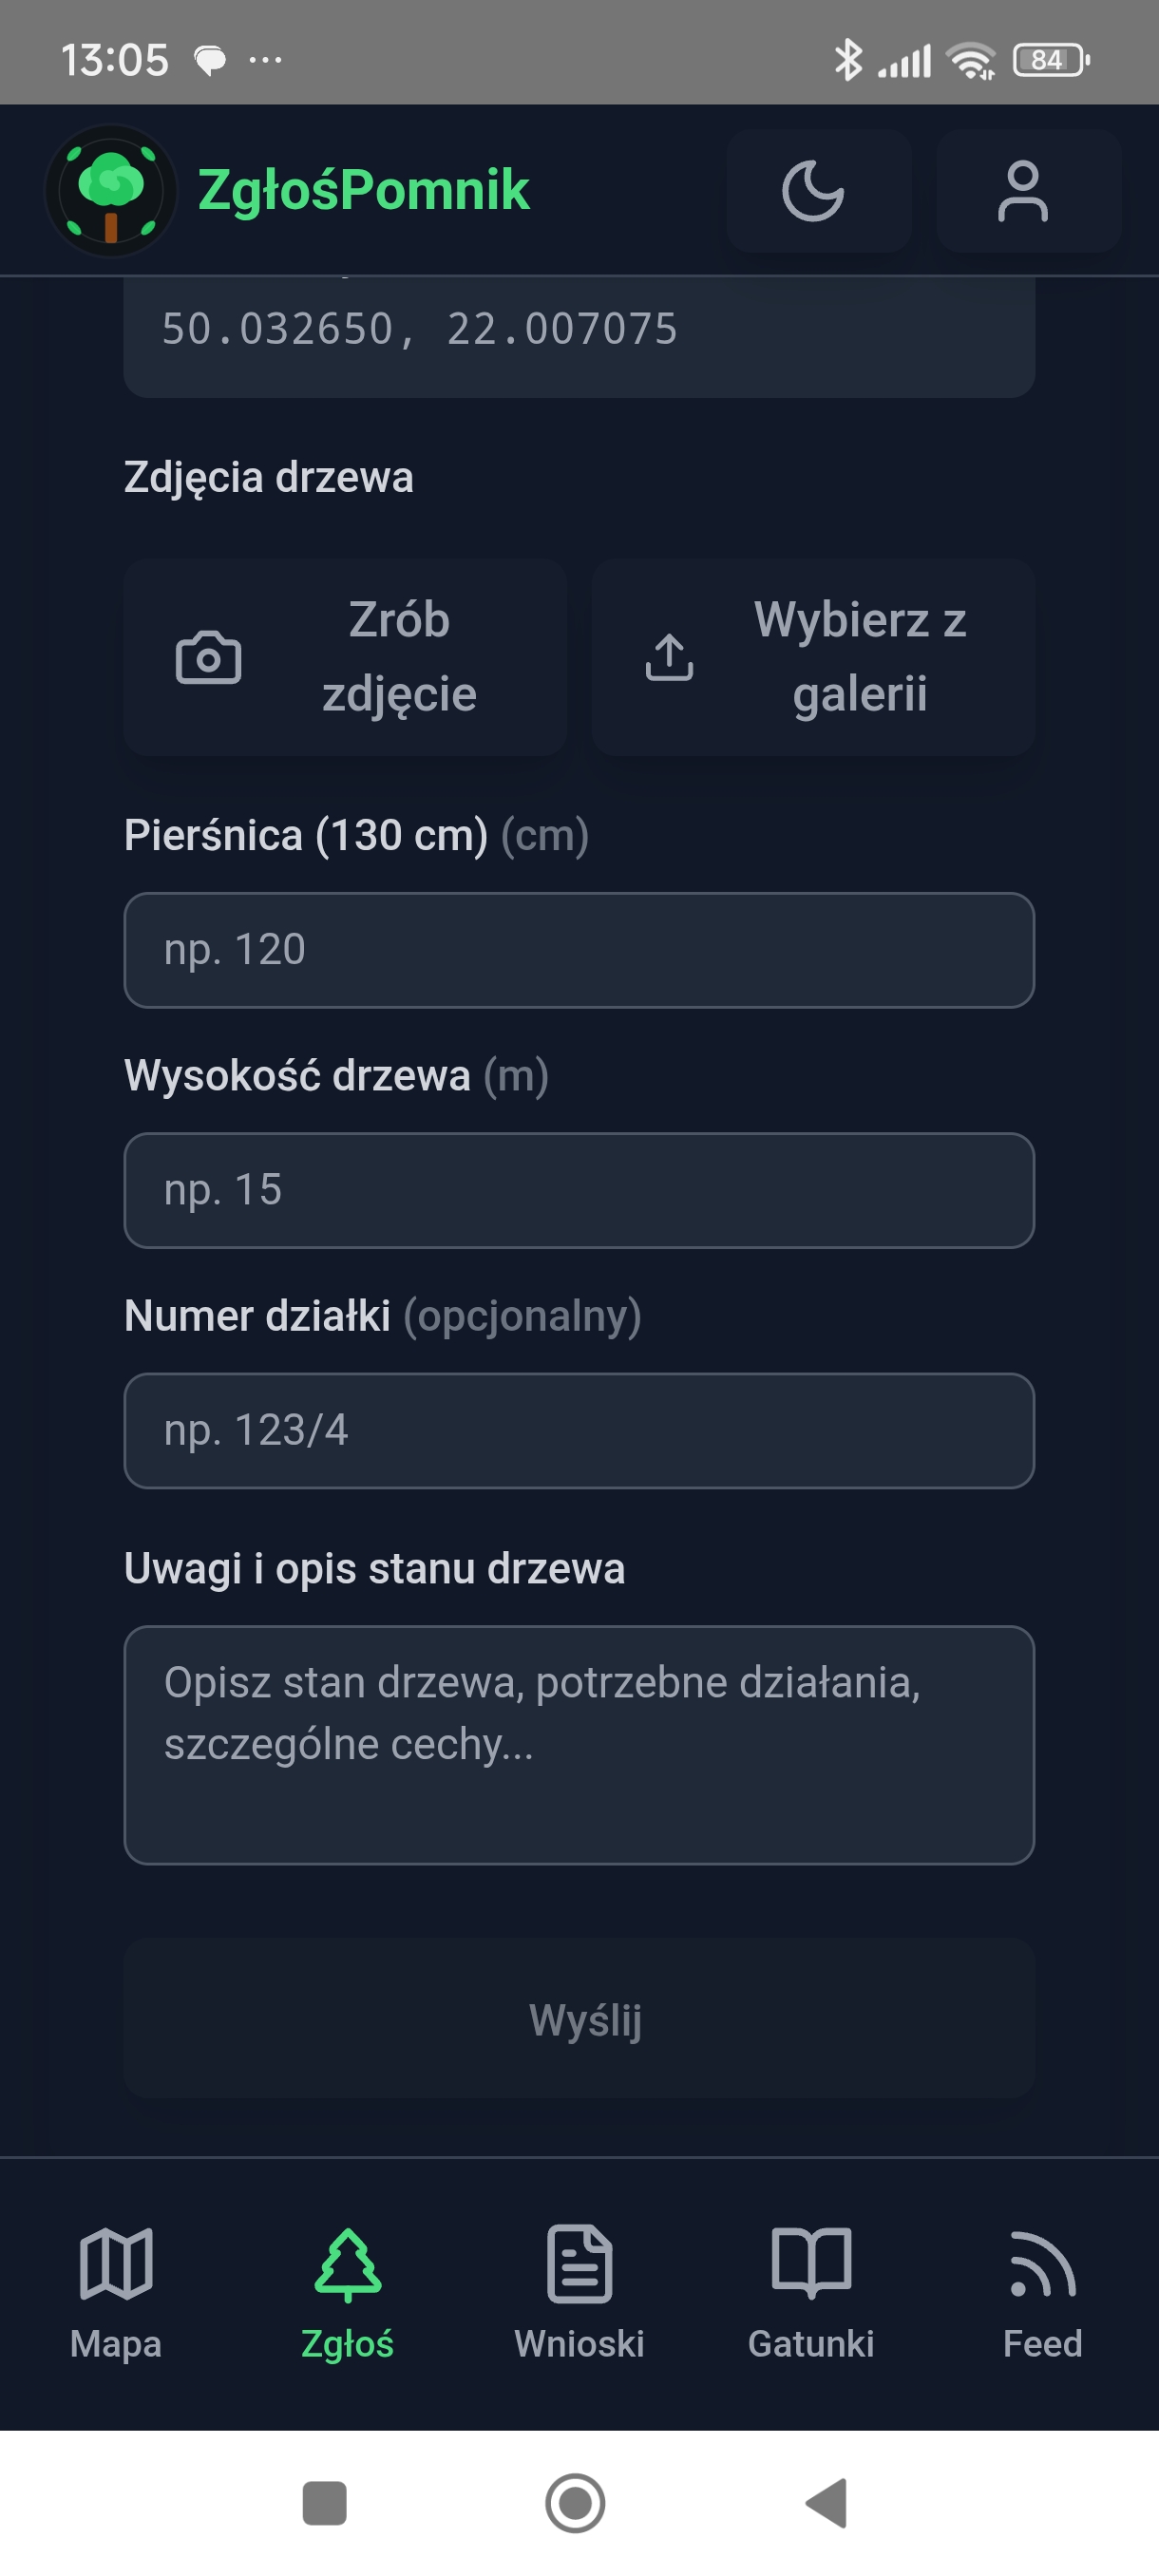 13:05
84
ZgłośPomnik
50.032650, 22.007075
Zdjęcia drzewa
Zrób
zdjęcie
Wybierz z
galerii
Pierśnica (130 cm) (cm)
np. 120
Wysokość drzewa (m)
np. 15
Numer działki (opcjonalny)
np. 123/4
Uwagi i opis stanu drzewa
Opisz stan drzewa, potrzebne działania,
szczególne cechy...
Wyślij
Mapa
Zgłoś
Wnioski
Gatunki
Feed